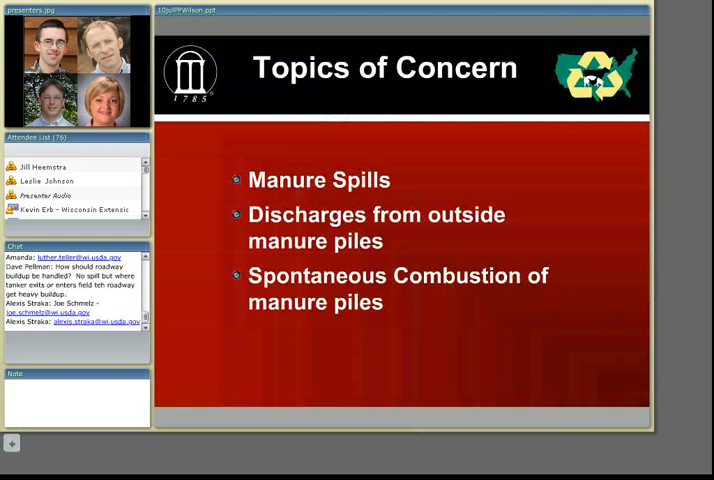 presenters.jpg
Attendee List (76)
Jill Heemstra
Leslie Johnson
Presenter Audio
Kevin Erb - Wisconsin Extensic
Chat
Amanda: luther.teller@wi.usda.gov
Dave Pellman: How should roadway
buildup be handled? No spill but where
tanker exits or enters field teh roadway
get heavy buildup.
Alexis Straka: Joe Schmelz -
joe.schmelz@wi.usda.gov
Alexis Straka: alexis.straka@wi.usda.gov
Note
10julPPWilson.ppt
1785
Topics of Concern
Manure Spills
Discharges from outside
manure piles
Spontaneous Combustion of
manure piles